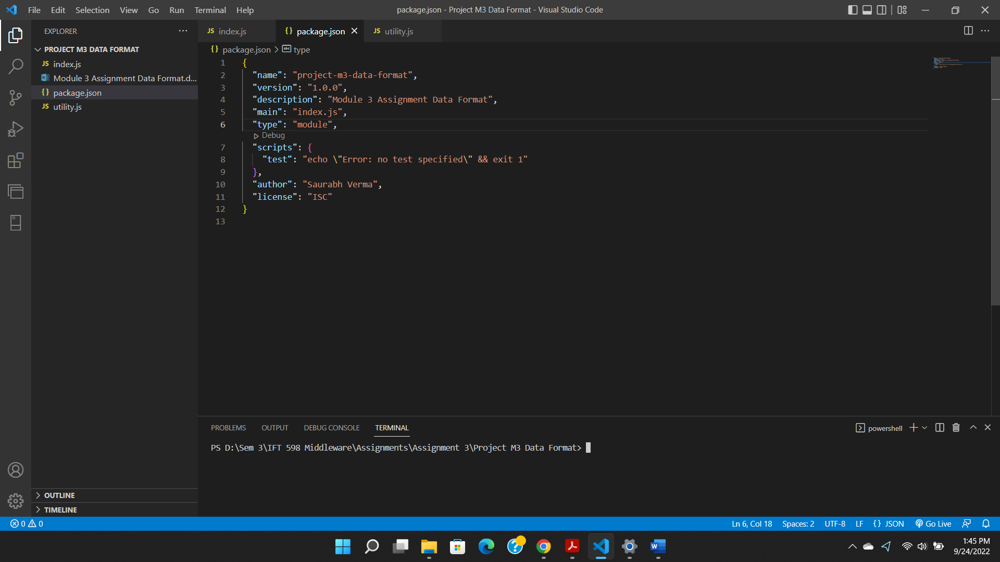 File Edit Selection View Go Run Terminal Help
package.json - Project M3 Data Format - Visual Studio Code
EXPLORER
PROJECT M3 DATA FORMAT
JS index.js
Module 3 Assignment Data Format.d...
{} package.json
JS utility.js
OUTLINE
TIMELINE
JS index.js
{} package.json
JS utility.js
{} package.json > abc type
1 {
2 "name": "project-m3-data-format",
3 "version": "1.0.0",
4 "description": "Module 3 Assignment Data Format",
5 "main": "index.js",
6 "type": "module",
Debug
7 "scripts": {
8 "test": "echo \"Error: no test specified\" && exit 1"
9 },
10 "author": "Saurabh Verma",
11 "license": "ISC"
12 }
13
PROBLEMS OUTPUT DEBUG CONSOLE TERMINAL
powershell
PS D:\Sem 3\IFT 598 Middleware\Assignments\Assignment 3\Project M3 Data Format>
0 0
Ln 6, Col 18 Spaces: 2 UTF-8 LF {} JSON Go Live
1:45 PM
9/24/2022